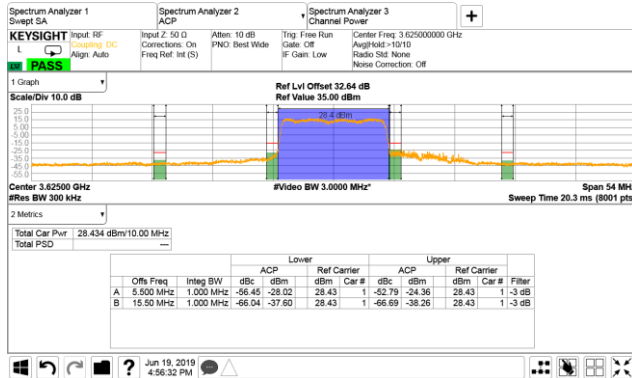 Spectrum Analyzer 1 Spectrum Analyzer 2 Spectrum Analyzer 3
Swept SA ACP Channel Power
KEYSIGHT Input: RF Input Z: 50 Ω Atten: 10 dB Trig: Free Run Center Freq: 3.625000000 GHz
L Coupling: DC Corrections: On PNO: Best Wide Gate: Off Avg|Hold:>10/10
Align: Auto Freq Ref: Int (S) IF Gain: Low Radio Std: None
PASS Noise Correction: Off
1 Graph Ref Lvl Offset 32.64 dB
Scale/Div 10.0 dB Ref Value 35.00 dBm
28.4 dBm
25.0
15.0
5.00
-5.00
-15.0
-25.0
-35.0
-45.0
-55.0
Center 3.62500 GHz #Video BW 3.0000 MHz* Span 54 MH
#Res BW 300 kHz Sweep Time 20.3 ms (8001 pts
2 Metrics
Total Car Pwr 28.434 dBm/10.00 MHz
Total PSD ---
Lower Upper
ACP Ref Carrier ACP Ref Carrier
Offs Freq Integ BW dBc dBm dBm Car # dBc dBm dBm Car # Filter
A 5.500 MHz 1.000 MHz -56.45 -28.02 28.43 1 -52.79 -24.36 28.43 1 -3 dB
B 15.50 MHz 1.000 MHz -66.04 -37.60 28.43 1 -66.69 -38.26 28.43 1 -3 dB
? Jun 19, 2019
4:56:32 PM